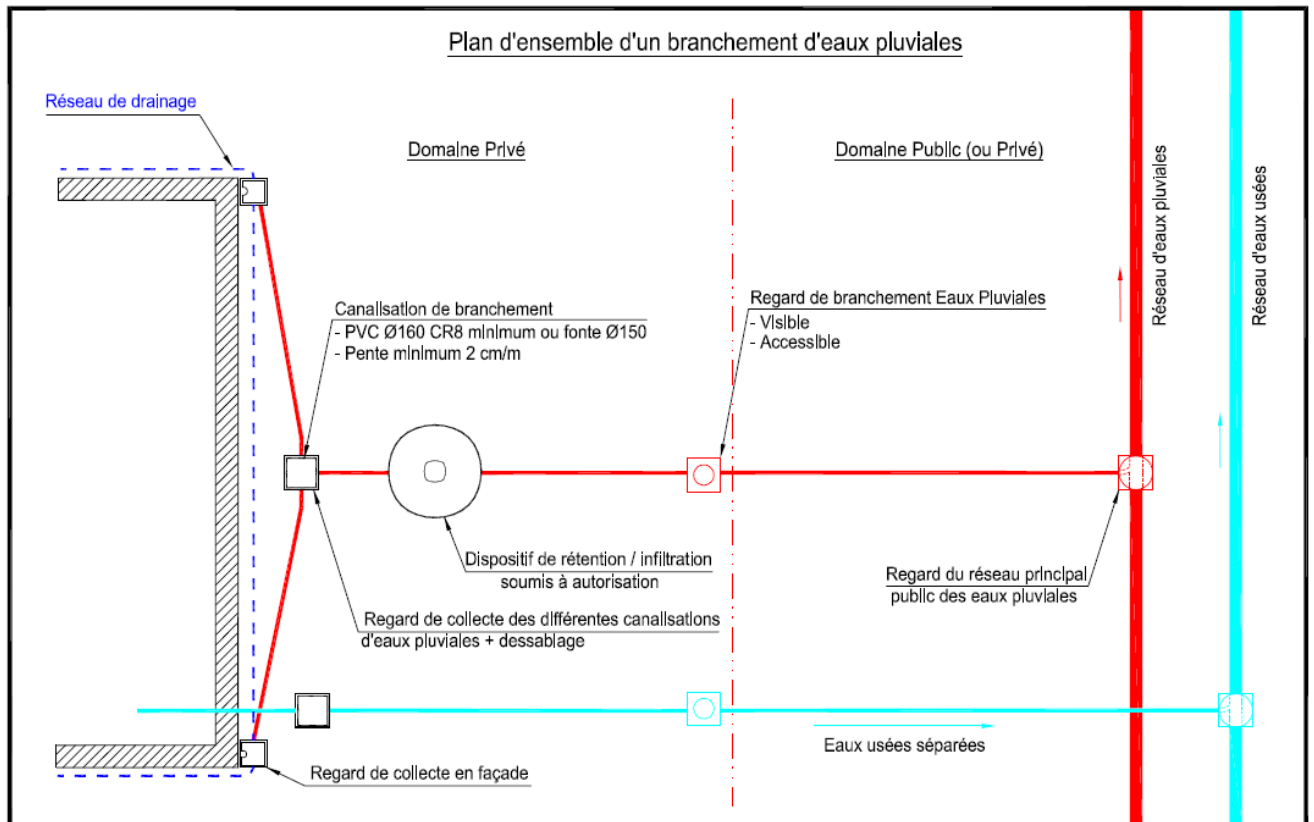 Plan d'ensemble d'un branchement d'eaux pluviales
Réseau de drainage
Domaine Privé
Domaine Public (ou Privé)
Réseau d'eaux pluviales
Réseau d'eaux usées
Canalisation de branchement
- PVC Ø160 CR8 minimum ou fonte Ø150
- Pente minimum 2 cm/m
Regard de branchement Eaux Pluviales
- Visible
- Accessible
Dispositif de rétention / infiltration
soumis à autorisation
Regard du réseau principal
public des eaux pluviales
Regard de collecte des différentes canalisations
d'eaux pluviales + dessablage
Eaux usées séparées
Regard de collecte en façade